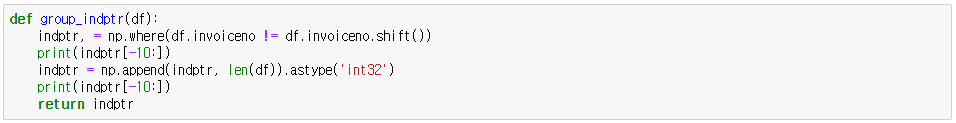 def group_indptr(df):
    indptr, = np.where(df.invoiceno != df.invoiceno.shift())
    print(indptr[-10:])
    indptr = np.append(indptr, len(df)).astype('int32')
    print(indptr[-10:])
    return indptr